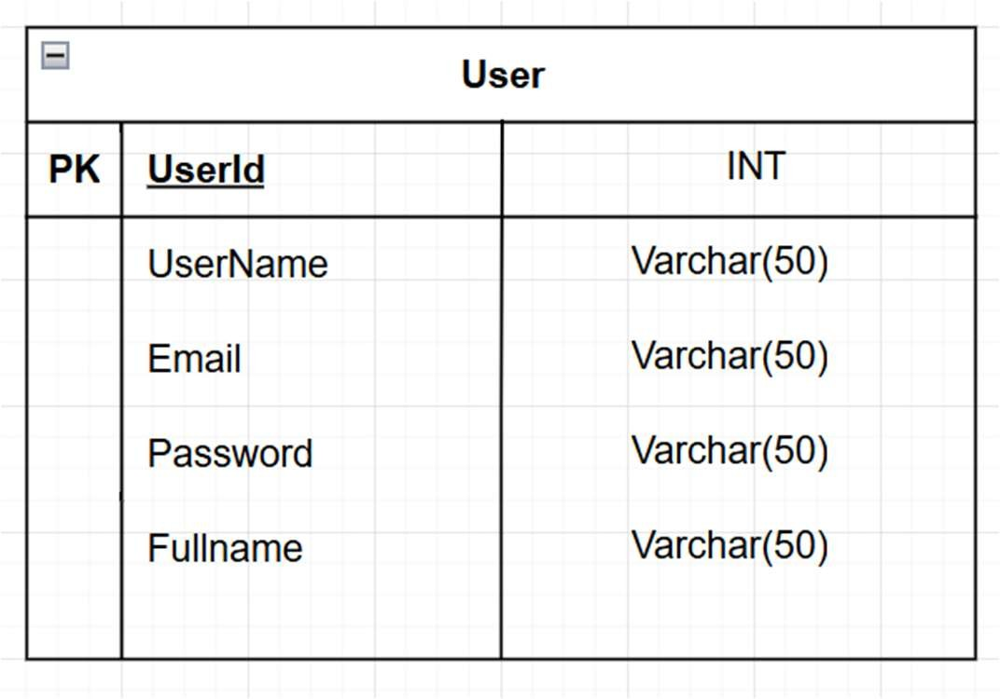 User
PK UserId INT
UserName Varchar(50)
Email Varchar(50)
Password Varchar(50)
Fullname Varchar(50)